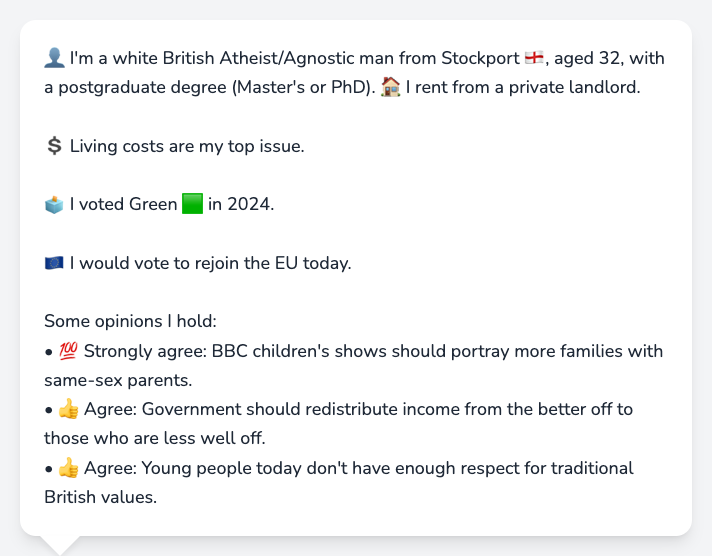 👤 I'm a white British Atheist/Agnostic man from Stockport 🏴󠁧󠁢󠁥󠁮󠁧󠁿, aged 32, with
a postgraduate degree (Master's or PhD). 🏠 I rent from a private landlord.
💲 Living costs are my top issue.
🗳️ I voted Green 🟩 in 2024.
🇪🇺 I would vote to rejoin the EU today.
Some opinions I hold:
• 💯 Strongly agree: BBC children's shows should portray more families with
same-sex parents.
• 👍 Agree: Government should redistribute income from the better off to
those who are less well off.
• 👍 Agree: Young people today don't have enough respect for traditional
British values.